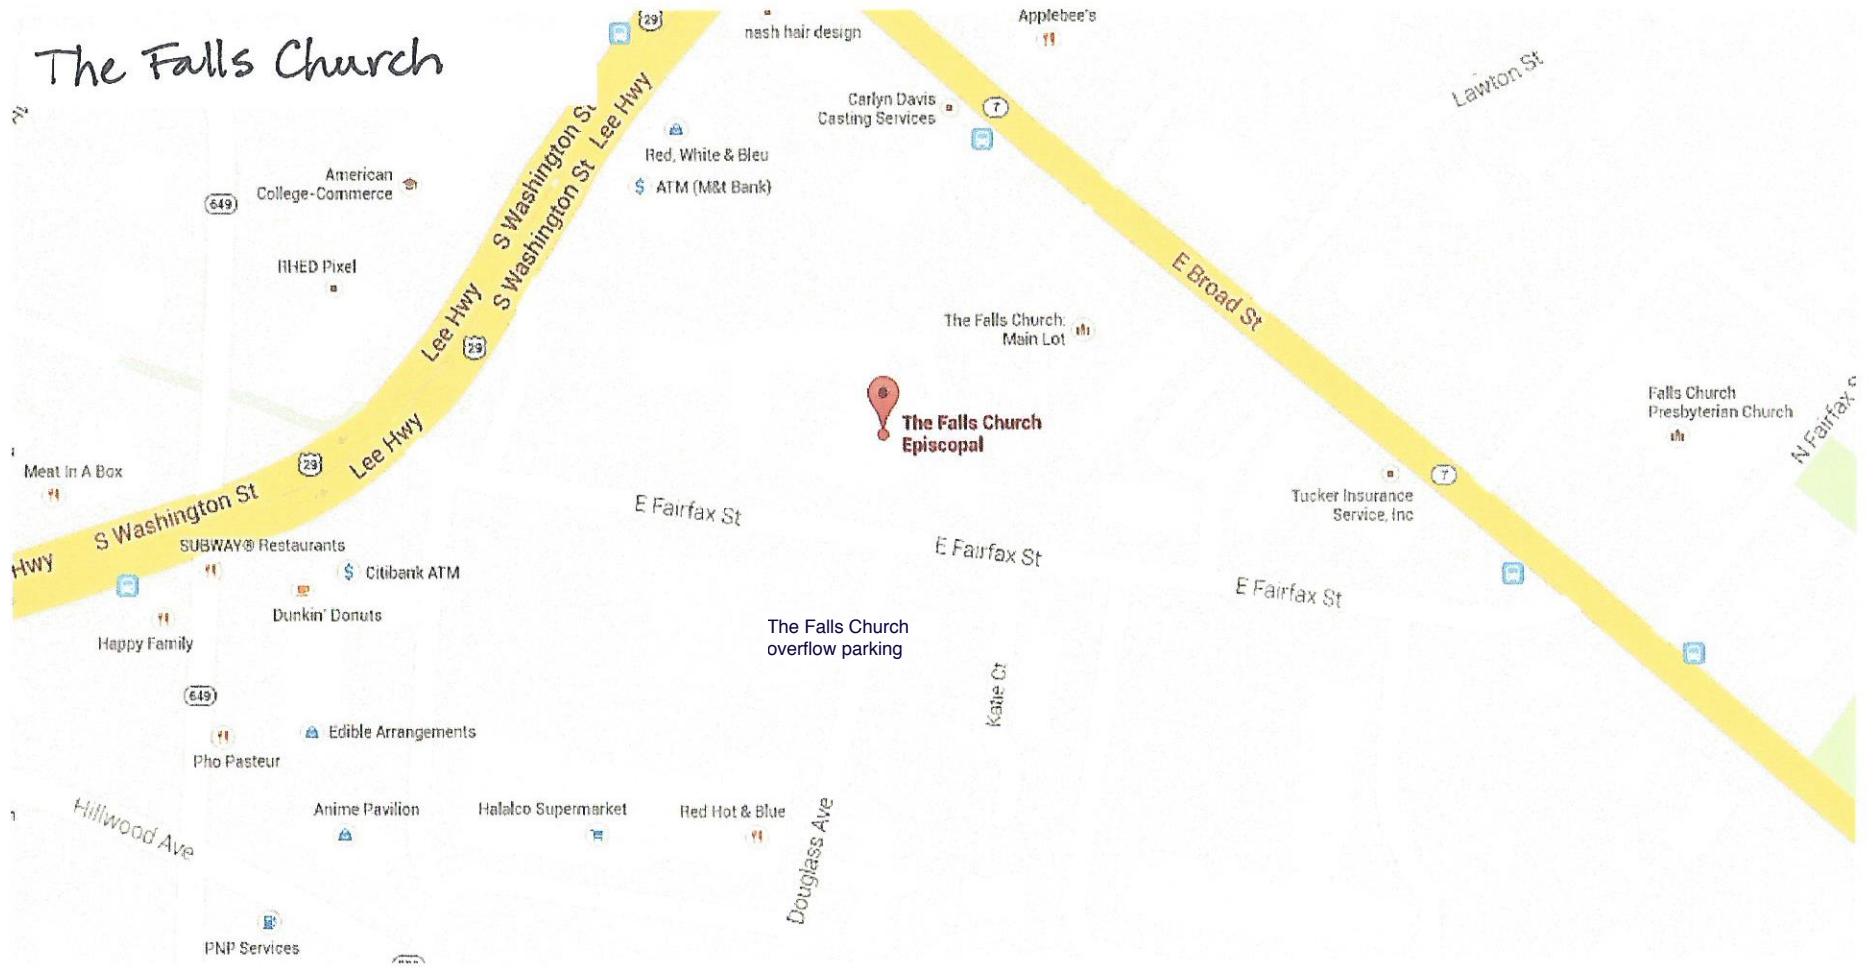 The Falls Church
29
nash hair design
Applebee's
Lawton St
Carlyn Davis
Casting Services
7
S Washington St
Lee Hwy
Red, White & Bleu
ATM (M&t Bank)
American
College-Commerce
649
S Washington St
RHED Pixel
E Broad St
Lee Hwy
29
The Falls Church:
Main Lot
The Falls Church
Episcopal
Falls Church
Presbyterian Church
N Fairfax
Lee Hwy
29
Meat In A Box
S Washington St
E Fairfax St
7
Tucker Insurance
Service, Inc
Hwy
SUBWAY® Restaurants
Citibank ATM
E Fairfax St
E Fairfax St
Dunkin' Donuts
Happy Family
The Falls Church
overflow parking
Katie Ct
649
Edible Arrangements
Pho Pasteur
Hillwood Ave
Anime Pavilion
Halalco Supermarket
Red Hot & Blue
Douglass Ave
PNP Services